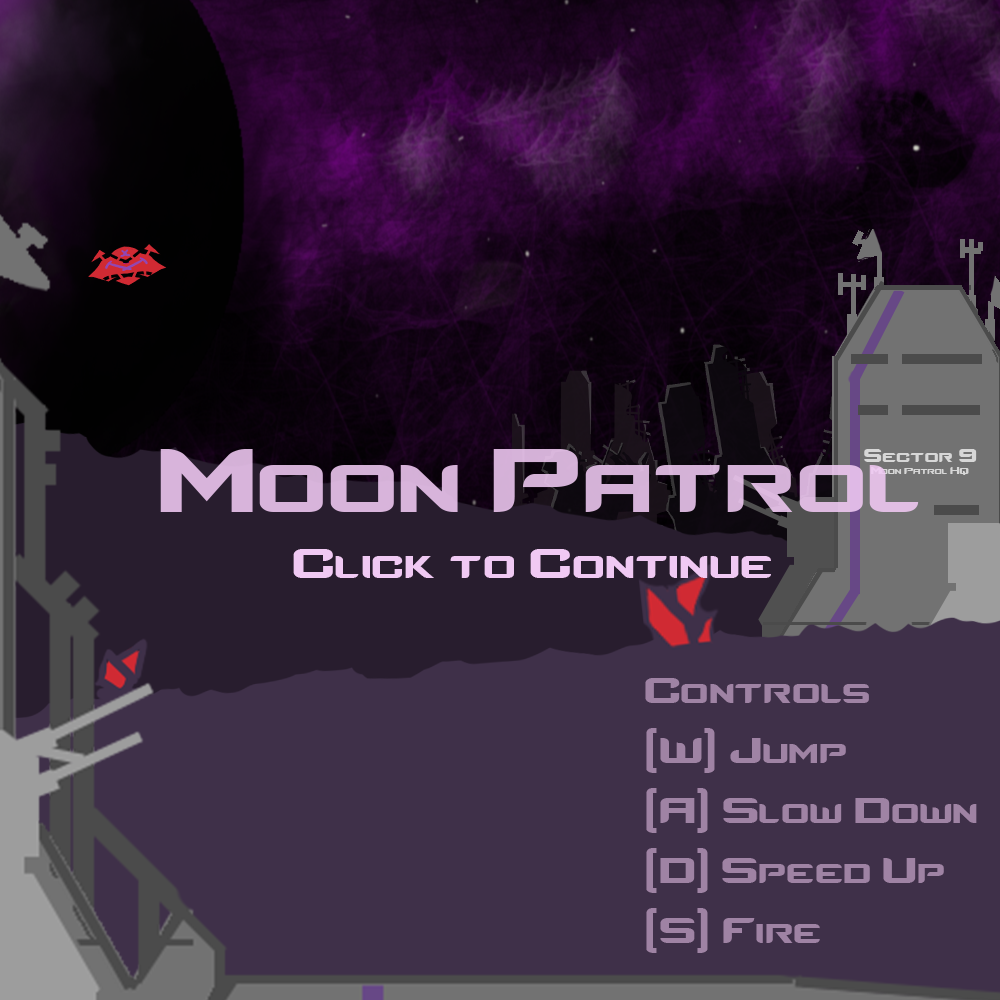 Sector 9
Moon Patrol HQ
Moon Patrol
Click to Continue
Controls
[W] Jump
[A] Slow Down
[D] Speed Up
[S] Fire